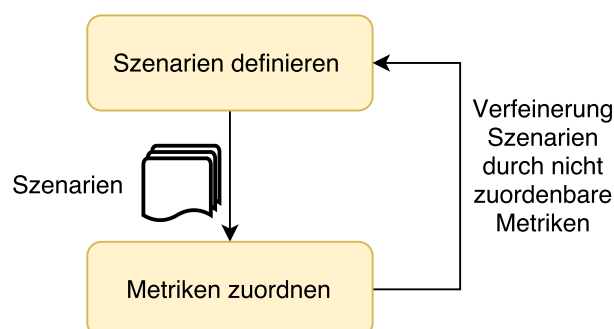 Szenarien definieren
Szenarien
Verfeinerung
Szenarien
durch nicht
zuordenbare
Metriken
Metriken zuordnen